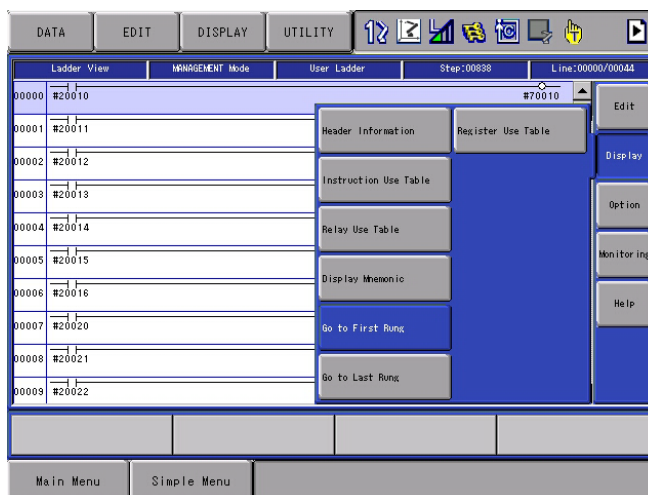 DATA EDIT DISPLAY UTILITY
Ladder View MANAGEMENT Mode User Ladder Step:00838 Line:00000/00044
00000 #20010 #70010
00001 #20011
00002 #20012
00003 #20013
00004 #20014
00005 #20015
00006 #20016
00007 #20020
00008 #20021
00009 #20022
Header Information Register Use Table
Instruction Use Table
Relay Use Table
Display Mnemonic
Go to First Rung
Go to Last Rung
Edit
Display
Option
Monitoring
Help
Main Menu Simple Menu